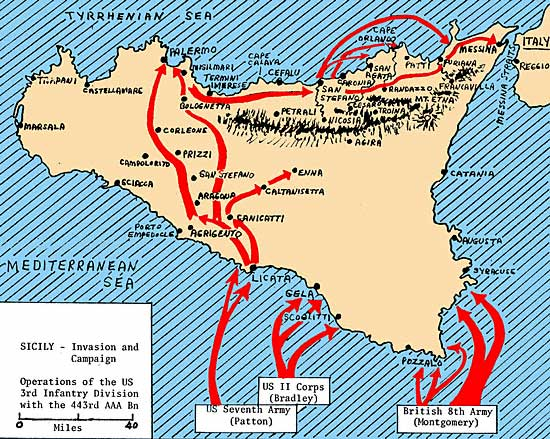 TYRRHENIAN SEA
ITALY
REGGIO
MESSINA STRAITS
MESSINA
CAPE
ORLANDO
PALERMO
MUSILMARI
TERMINI
IMERESE
CAPE
CALAVA
CEFALU
SAN
AGATA
CARONIA
PATTI
FURIANA
FRANCAVILLA
TRAPANI
CASTELLAMARE
BOLOGNETTA
SAN
STEFANO
RANDAZZO
MT. ETNA
CESARO
TROINA
PETRALI
NICOSIA
MARSALA
CORLEONE
AGIRA
CAMPOLORITO
PRIZZI
SAN STEFANO
ENNA
CATANIA
SCIACCA
ARAGONA
CALTANISETTA
CANICATTI
PORTO
EMPEDOCLE
AGRIGENTO
AUGUSTA
MEDITERRANEAN
SEA
LICATA
SYRACUSE
GELA
SCOGLITTI
POZZALO
SICILY - Invasion and
Campaign
Operations of the US
3rd Infantry Division
with the 443rd AAA Bn
0 Miles 40
US Seventh Army
(Patton)
US II Corps
(Bradley)
British 8th Army
(Montgomery)